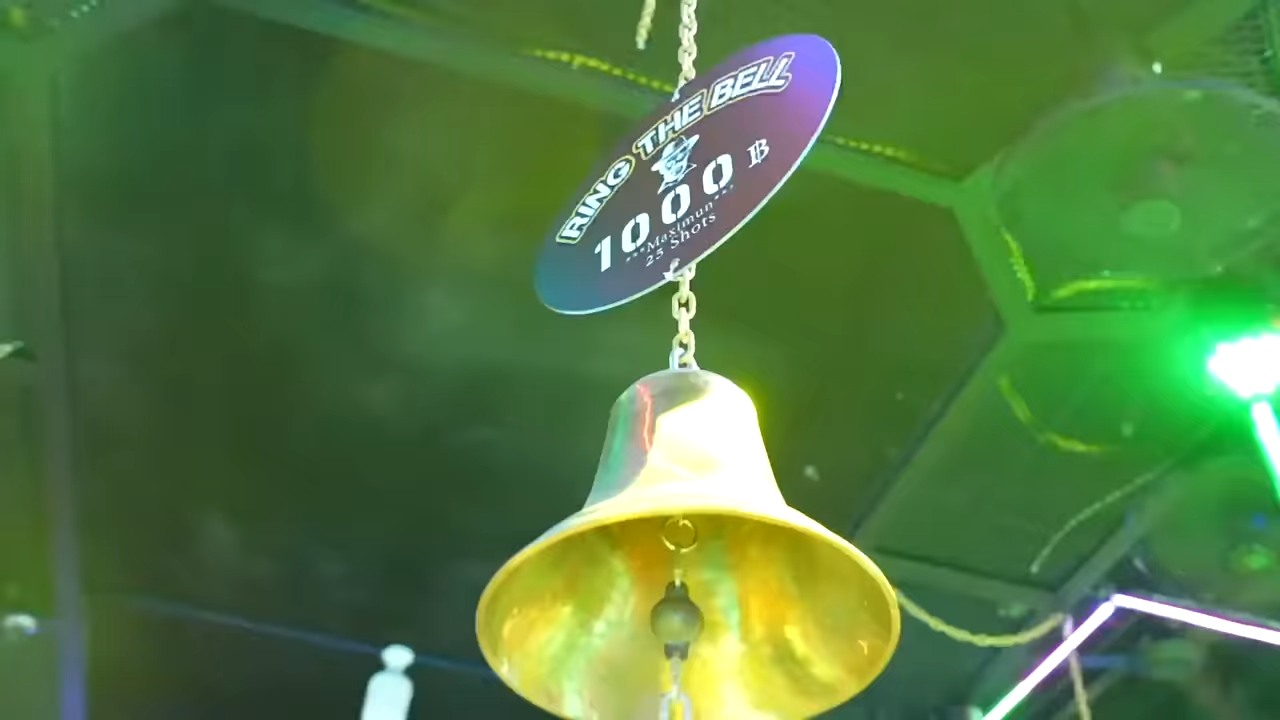 RING THE BELL
1000 ฿
***Maximun***
25 Shots